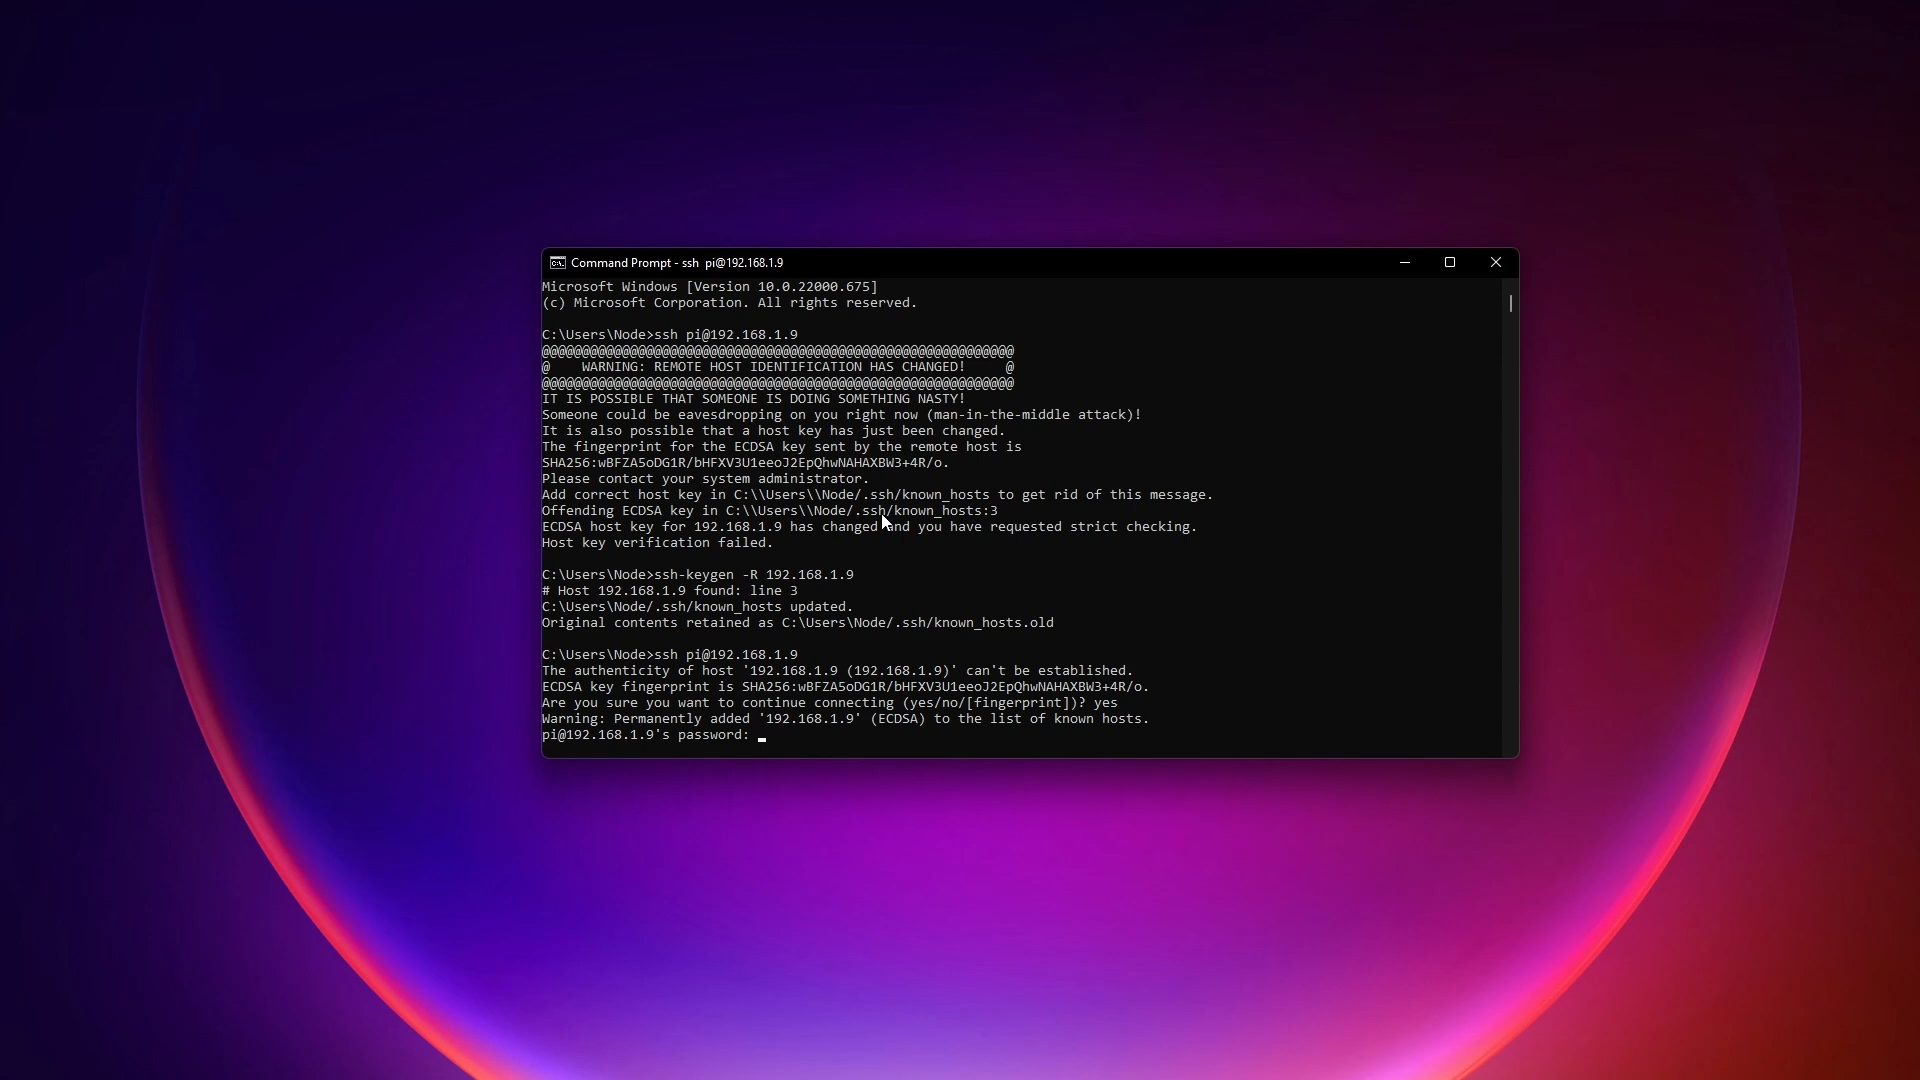 Command Prompt - ssh  pi@192.168.1.9
Microsoft Windows [Version 10.0.22000.675]
(c) Microsoft Corporation. All rights reserved.
C:\Users\Node>ssh pi@192.168.1.9
@@@@@@@@@@@@@@@@@@@@@@@@@@@@@@@@@@@@@@@@@@@@@@@@@@@@@@@@@@@
@    WARNING: REMOTE HOST IDENTIFICATION HAS CHANGED!     @
@@@@@@@@@@@@@@@@@@@@@@@@@@@@@@@@@@@@@@@@@@@@@@@@@@@@@@@@@@@
IT IS POSSIBLE THAT SOMEONE IS DOING SOMETHING NASTY!
Someone could be eavesdropping on you right now (man-in-the-middle attack)!
It is also possible that a host key has just been changed.
The fingerprint for the ECDSA key sent by the remote host is
SHA256:wBFZA5oDG1R/bHFXV3U1eeoJ2EpQhwNAHAXBW3+4R/o.
Please contact your system administrator.
Add correct host key in C:\\Users\\Node/.ssh/known_hosts to get rid of this message.
Offending ECDSA key in C:\\Users\\Node/.ssh/known_hosts:3
ECDSA host key for 192.168.1.9 has changed and you have requested strict checking.
Host key verification failed.
C:\Users\Node>ssh-keygen -R 192.168.1.9
# Host 192.168.1.9 found: line 3
C:\Users\Node/.ssh/known_hosts updated.
Original contents retained as C:\Users\Node/.ssh/known_hosts.old
C:\Users\Node>ssh pi@192.168.1.9
The authenticity of host '192.168.1.9 (192.168.1.9)' can't be established.
ECDSA key fingerprint is SHA256:wBFZA5oDG1R/bHFXV3U1eeoJ2EpQhwNAHAXBW3+4R/o.
Are you sure you want to continue connecting (yes/no/[fingerprint])? yes
Warning: Permanently added '192.168.1.9' (ECDSA) to the list of known hosts.
pi@192.168.1.9's password: